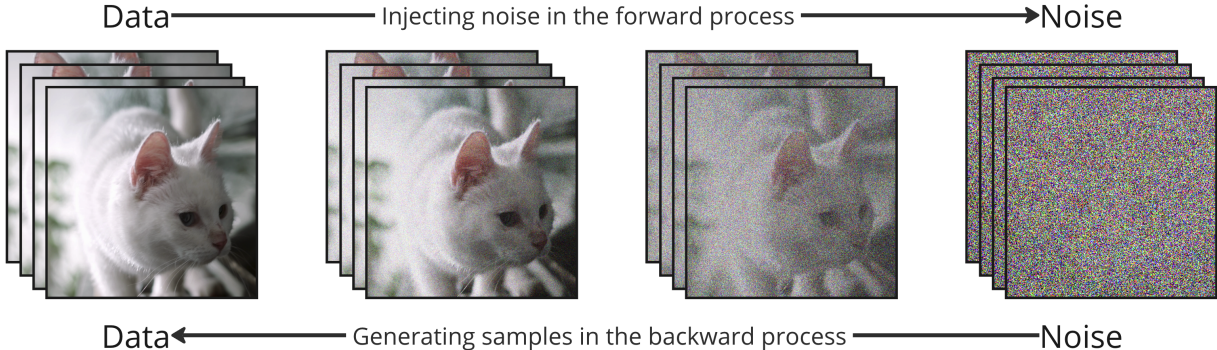 Data Injecting noise in the forward process Noise
Data Generating samples in the backward process Noise